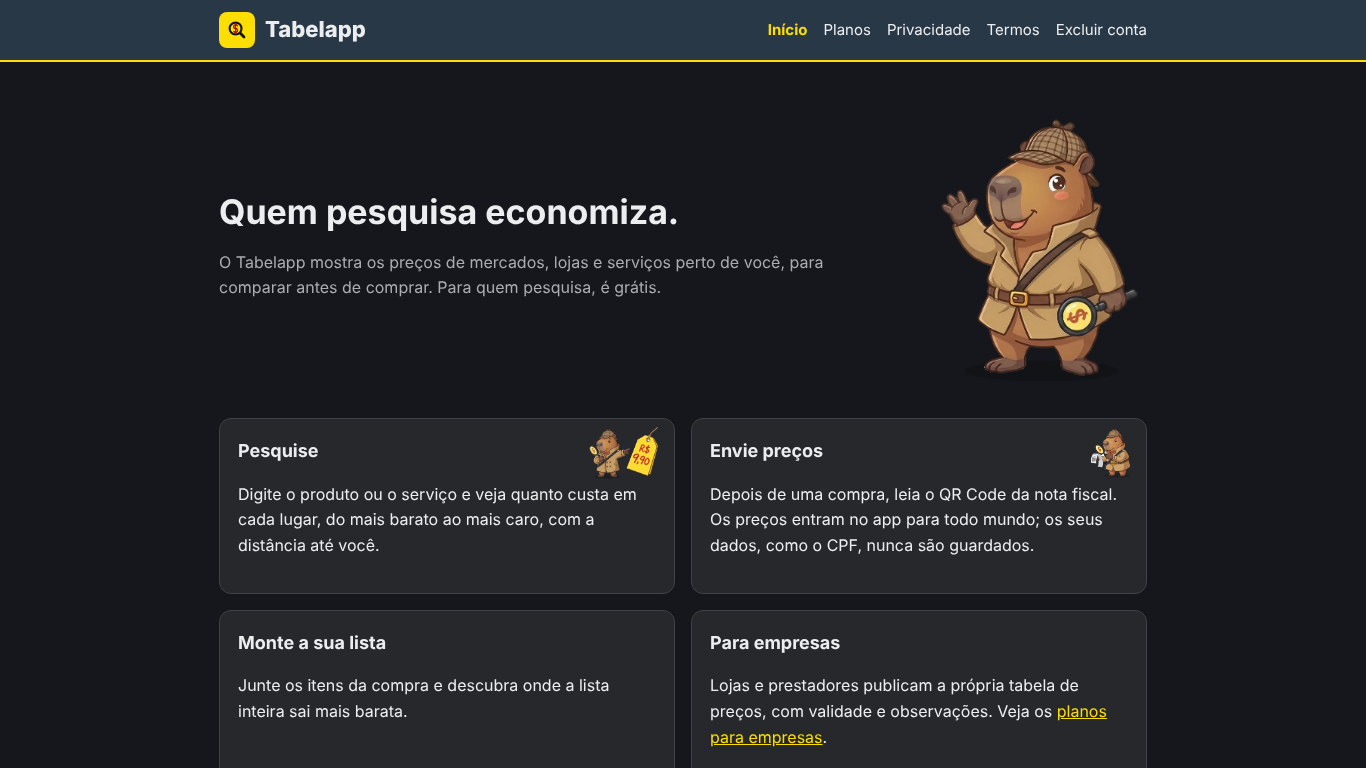 Tabelapp
Início Planos Privacidade Termos Excluir conta
Quem pesquisa economiza.
O Tabelapp mostra os preços de mercados, lojas e serviços perto de você, para
comparar antes de comprar. Para quem pesquisa, é grátis.
Pesquise
R$
9,90
Digite o produto ou o serviço e veja quanto custa em
cada lugar, do mais barato ao mais caro, com a
distância até você.
Envie preços
Depois de uma compra, leia o QR Code da nota fiscal.
Os preços entram no app para todo mundo; os seus
dados, como o CPF, nunca são guardados.
Monte a sua lista
Junte os itens da compra e descubra onde a lista
inteira sai mais barata.
Para empresas
Lojas e prestadores publicam a própria tabela de
preços, com validade e observações. Veja os planos
para empresas.